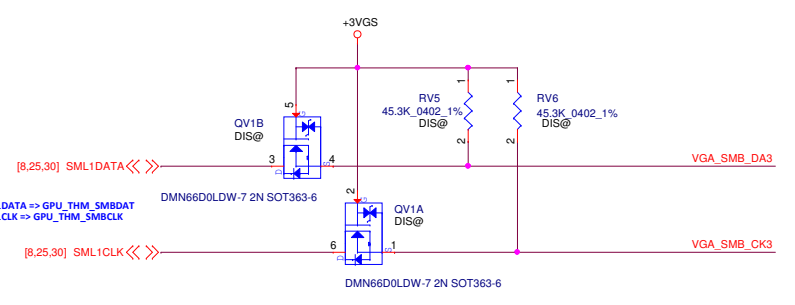 +3VGS
5
G
QV1B
DIS@
1
1
RV5
45.3K_0402_1%
DIS@
RV6
45.3K_0402_1%
DIS@
2
2
[8,25,30] SML1DATA
3
D
S
4
VGA_SMB_DA3
DMN66D0LDW-7 2N SOT363-6
DATA => GPU_THM_SMBDAT
CLK => GPU_THM_SMBCLK
2
G
QV1A
DIS@
[8,25,30] SML1CLK
6
D
S
1
VGA_SMB_CK3
DMN66D0LDW-7 2N SOT363-6